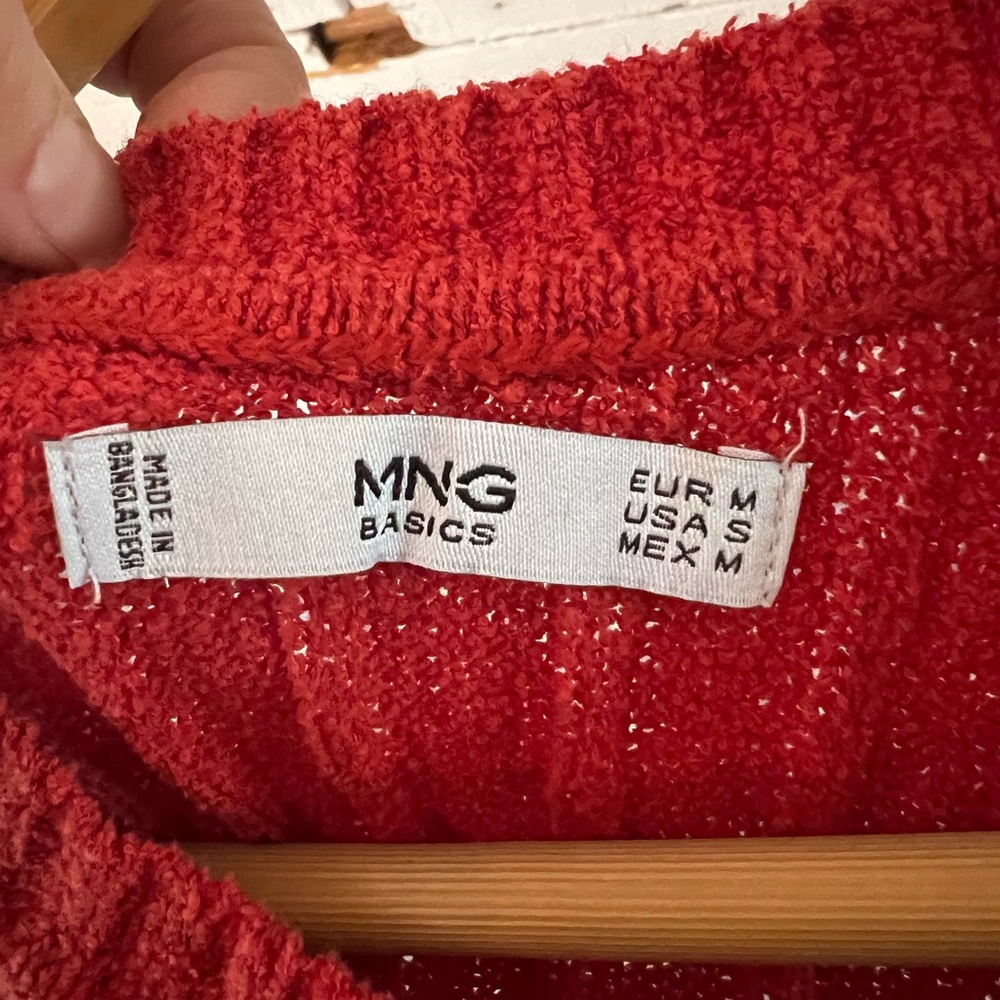 MADE IN
BANGLADESH
MNG
BASICS
EUR M
USA S
MEX M